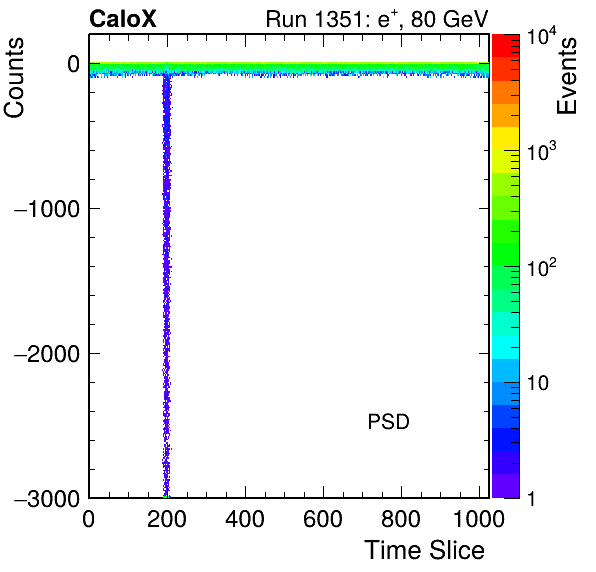 CaloX Run 1351: e⁺, 80 GeV
Counts
0
−1000
−2000
−3000
0 200 400 600 800 1000
Time Slice
PSD
Events
10⁴
10³
10²
10
1